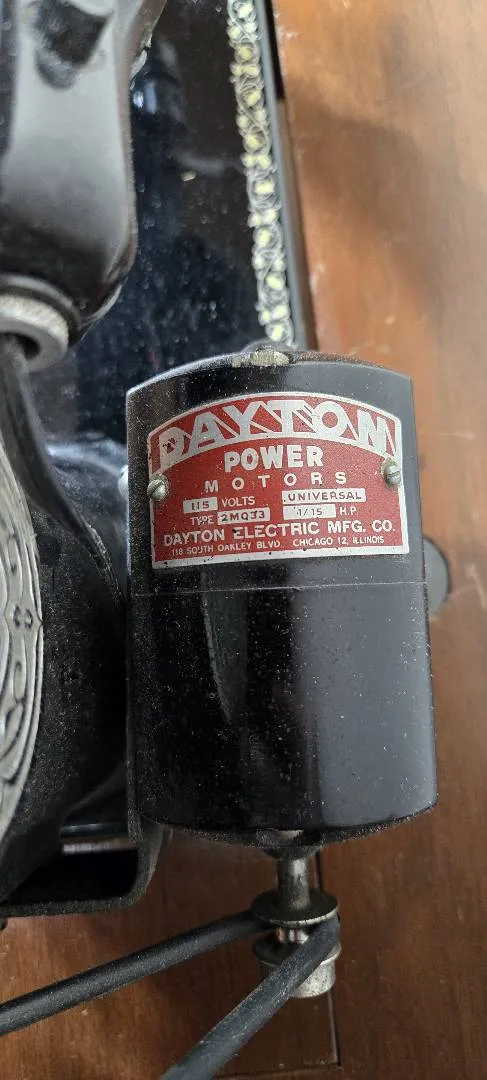 DAYTON
POWER
MOTORS
115 VOLTS UNIVERSAL
TYPE 2M033 1/15 H.P.
DAYTON ELECTRIC MFG. CO.
118 SOUTH OAKLEY BLVD. CHICAGO 12, ILLINOIS